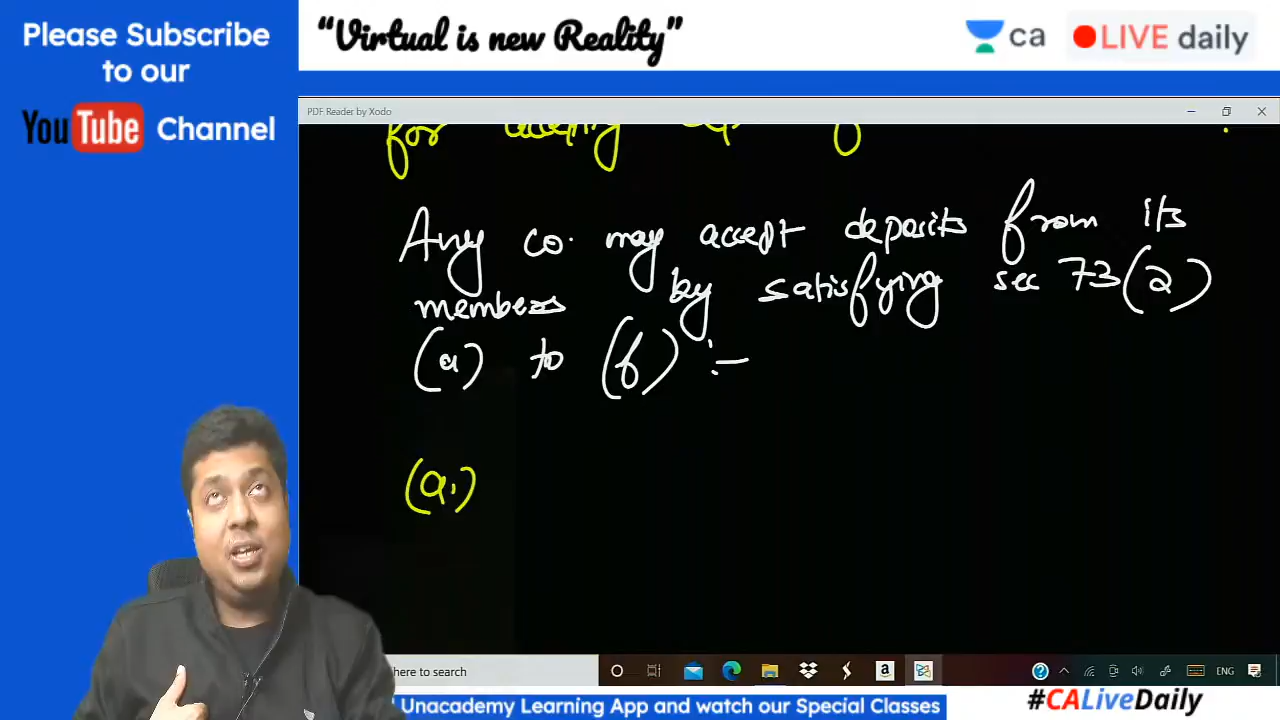 Please Subscribe
to our
YouTube Channel
"Virtual is new Reality"
ca
LIVE daily
PDF Reader by Xodo
for accepting
Any co. may accept deposits from its
members by satisfying sec 73(2)
(a) to (f) :-
(a.)
here to search
ENG
Unacademy Learning App and watch our Special Classes
#CALiveDaily